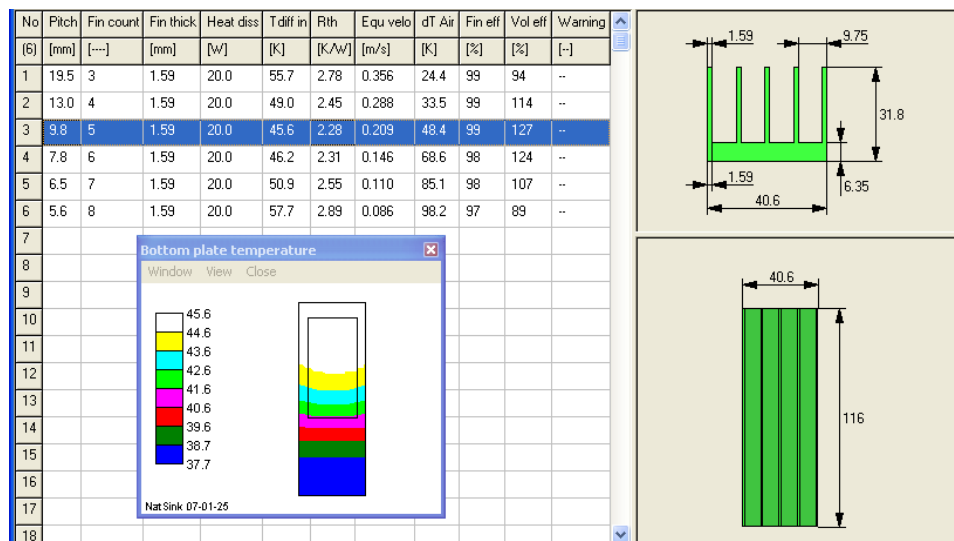 No Pitch Fin count Fin thick Heat diss T diff in Rth Equ velo dT Air Fin eff Vol eff Warning
(6) [mm] [----] [mm] [W] [K] [K/W] [m/s] [K] [%] [%] [--]
1 19.5 3 1.59 20.0 55.7 2.78 0.356 24.4 99 94 --
2 13.0 4 1.59 20.0 49.0 2.45 0.288 33.5 99 114 --
3 9.8 5 1.59 20.0 45.6 2.28 0.209 48.4 99 127 --
4 7.8 6 1.59 20.0 46.2 2.31 0.146 68.6 98 124 --
5 6.5 7 1.59 20.0 50.9 2.55 0.110 85.1 98 107 --
6 5.6 8 1.59 20.0 57.7 2.89 0.086 98.2 97 89 --
7
8
9
10
11
12
13
14
15
16
17
18
Bottom plate temperature
Window View Close
45.6
44.6
43.6
42.6
41.6
40.6
39.6
38.7
37.7
NatSink 07-01-25
1.59 9.75
31.8
1.59
6.35
40.6
40.6
116